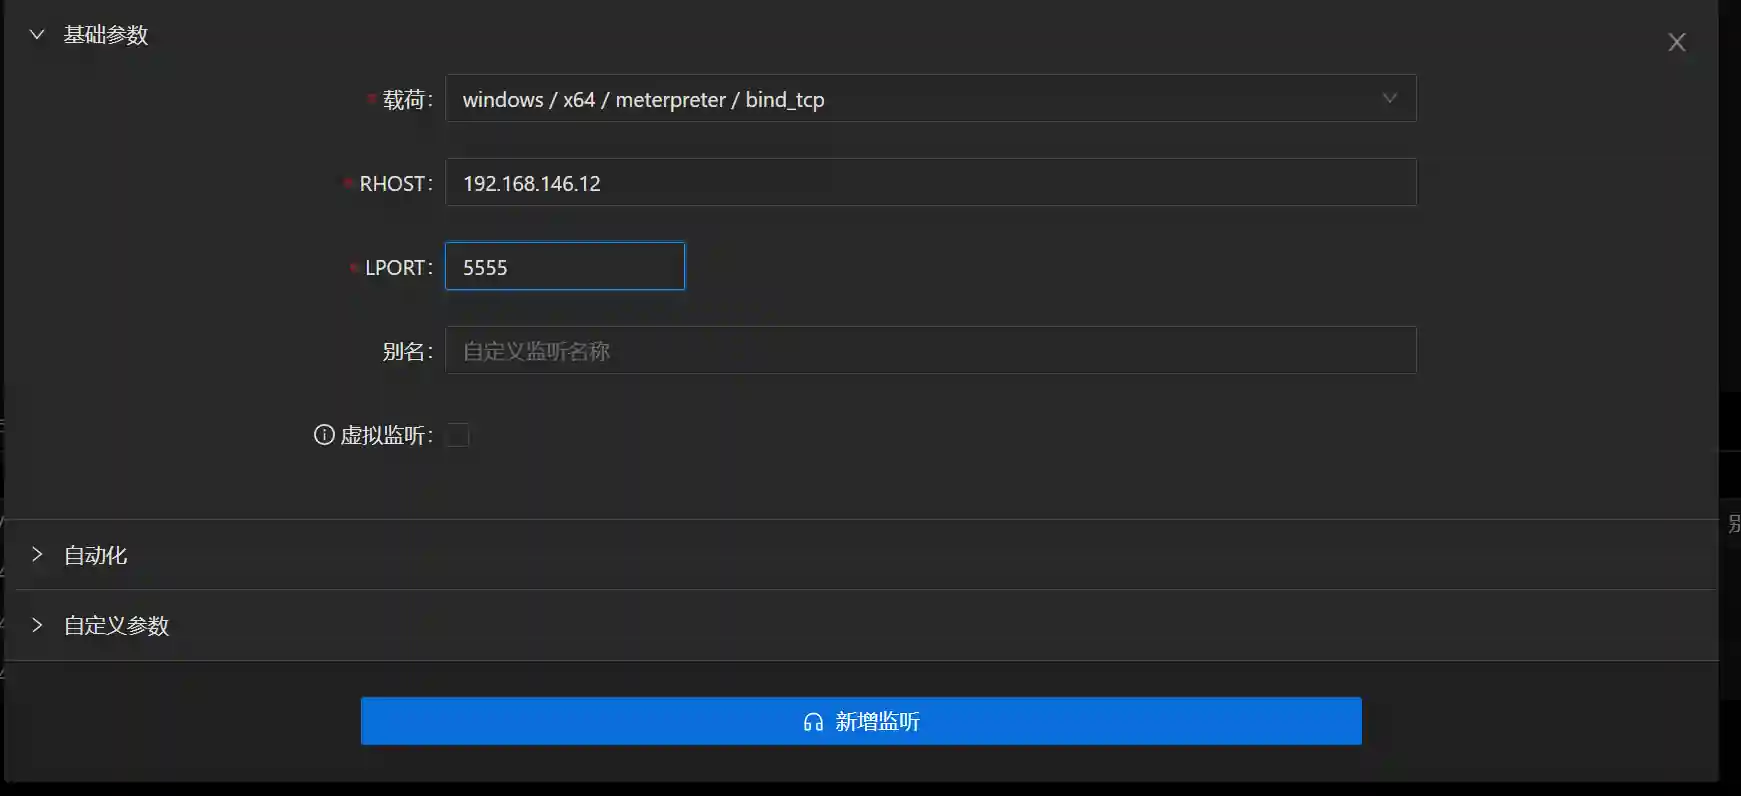 基础参数
载荷: windows / x64 / meterpreter / bind_tcp
RHOST: 192.168.146.12
LPORT: 5555
别名: 自定义监听名称
虚拟监听:
别
自动化
自定义参数
新增监听